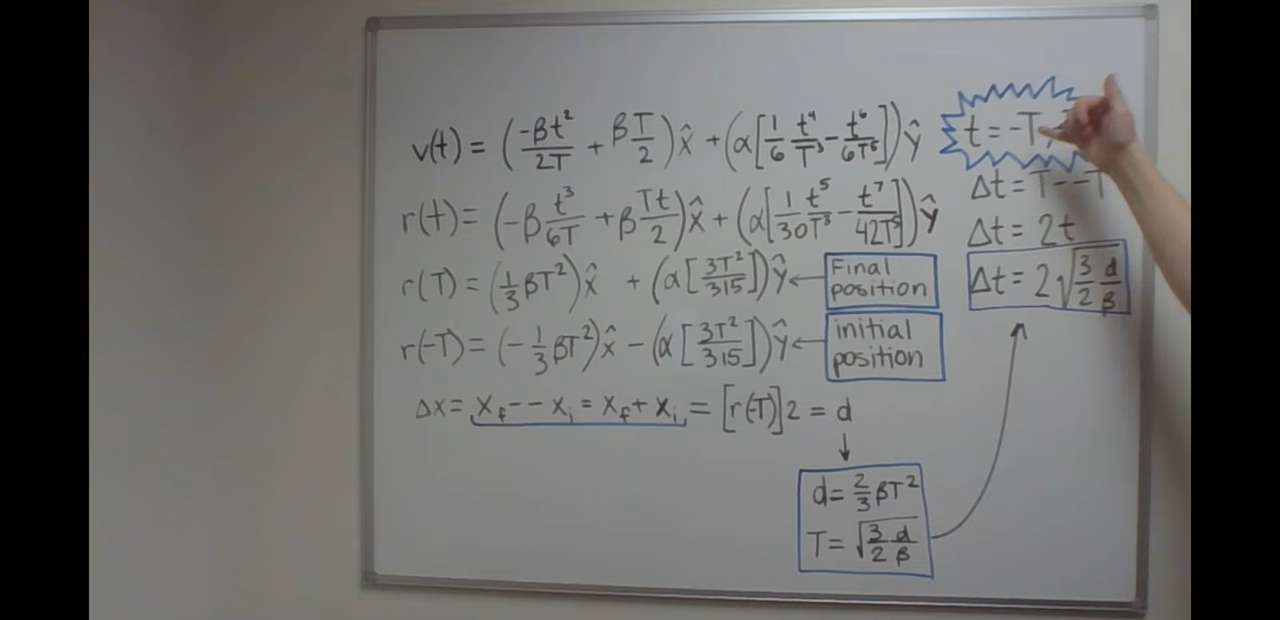 v(t) = (-βt²/2T + βT/2)x̂ + (α[1/6 t⁴/T³ - t⁶/6T⁵])ŷ
r(t) = (-β t³/6T + β Tt/2)x̂ + (α[1/30 t⁵/T³ - t⁷/42T⁵])ŷ
r(T) = (1/3 βT²)x̂ + (α[3T²/315])ŷ ← Final position
r(-T) = (-1/3 βT²)x̂ - (α[3T²/315])ŷ ← initial position
Δx = x_f - - x_i = x_f + x_i = [r(-T)]2 = d
↓
d = 2/3 βT²
T = √(3/2 d/β)
t = -T,
Δt = T - - T
Δt = 2t
Δt = 2√(3/2 d/β)